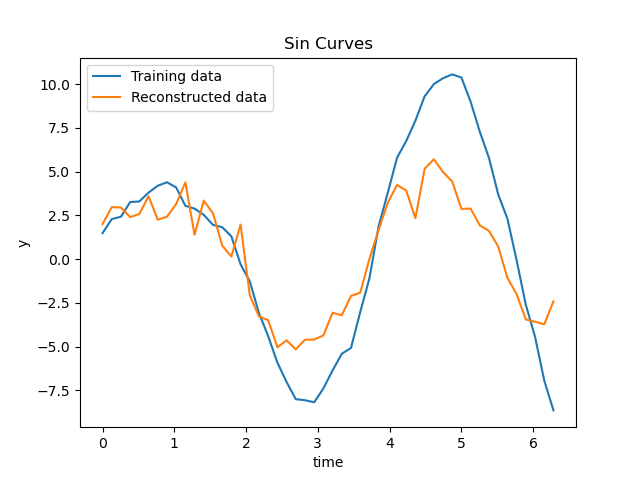 Sin Curves
Training data
Reconstructed data
10.0
7.5
5.0
2.5
0.0
−2.5
−5.0
−7.5
y
0 1 2 3 4 5 6
time